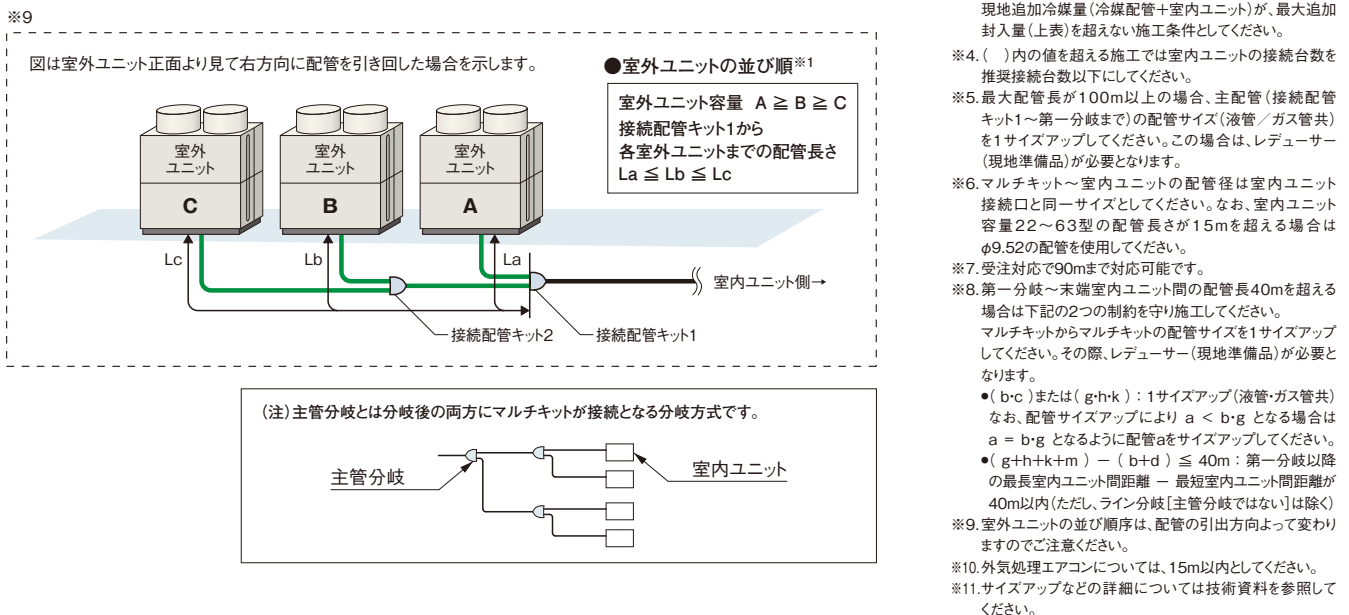 ※9
図は室外ユニット正面より見て右方向に配管を引き回した場合を示します。
●室外ユニットの並び順※1
室外ユニット容量 A ≧ B ≧ C
接続配管キット1から
各室外ユニットまでの配管長さ
La ≦ Lb ≦ Lc
室外
ユニット
C
室外
ユニット
B
室外
ユニット
A
Lc
Lb
La
室内ユニット側→
接続配管キット2
接続配管キット1
(注)主管分岐とは分岐後の両方にマルチキットが接続となる分岐方式です。
主管分岐
室内ユニット
現地追加冷媒量(冷媒配管+室内ユニット)が、最大追加
封入量(上表)を超えない施工条件としてください。
※4.( )内の値を超える施工では室内ユニットの接続台数を
推奨接続台数以下にしてください。
※5.最大配管長が100m以上の場合、主配管(接続配管
キット1~第一分岐まで)の配管サイズ(液管/ガス管共)
を1サイズアップしてください。この場合は、レデューサー
(現地準備品)が必要となります。
※6.マルチキット~室内ユニットの配管径は室内ユニット
接続口と同一サイズとしてください。なお、室内ユニット
容量22~63型の配管長さが15mを超える場合は
φ9.52の配管を使用してください。
※7.受注対応で90mまで対応可能です。
※8.第一分岐~末端室内ユニット間の配管長40mを超える
場合は下記の2つの制約を守り施工してください。
マルチキットからマルチキットの配管サイズを1サイズアップ
してください。その際、レデューサー(現地準備品)が必要と
なります。
●( b・c )または( g・h・k ):1サイズアップ(液管・ガス管共)
なお、配管サイズアップにより a < b・g となる場合は
a = b・g となるように配管aをサイズアップしてください。
●( g+h+k+m ) − ( b+d ) ≦ 40m:第一分岐以降
の最長室内ユニット間距離 − 最短室内ユニット間距離が
40m以内(ただし、ライン分岐[主管分岐ではない]は除く)
※9.室外ユニットの並び順序は、配管の引出方向よって変わり
ますのでご注意ください。
※10.外気処理エアコンについては、15m以内としてください。
※11.サイズアップなどの詳細については技術資料を参照して
ください。